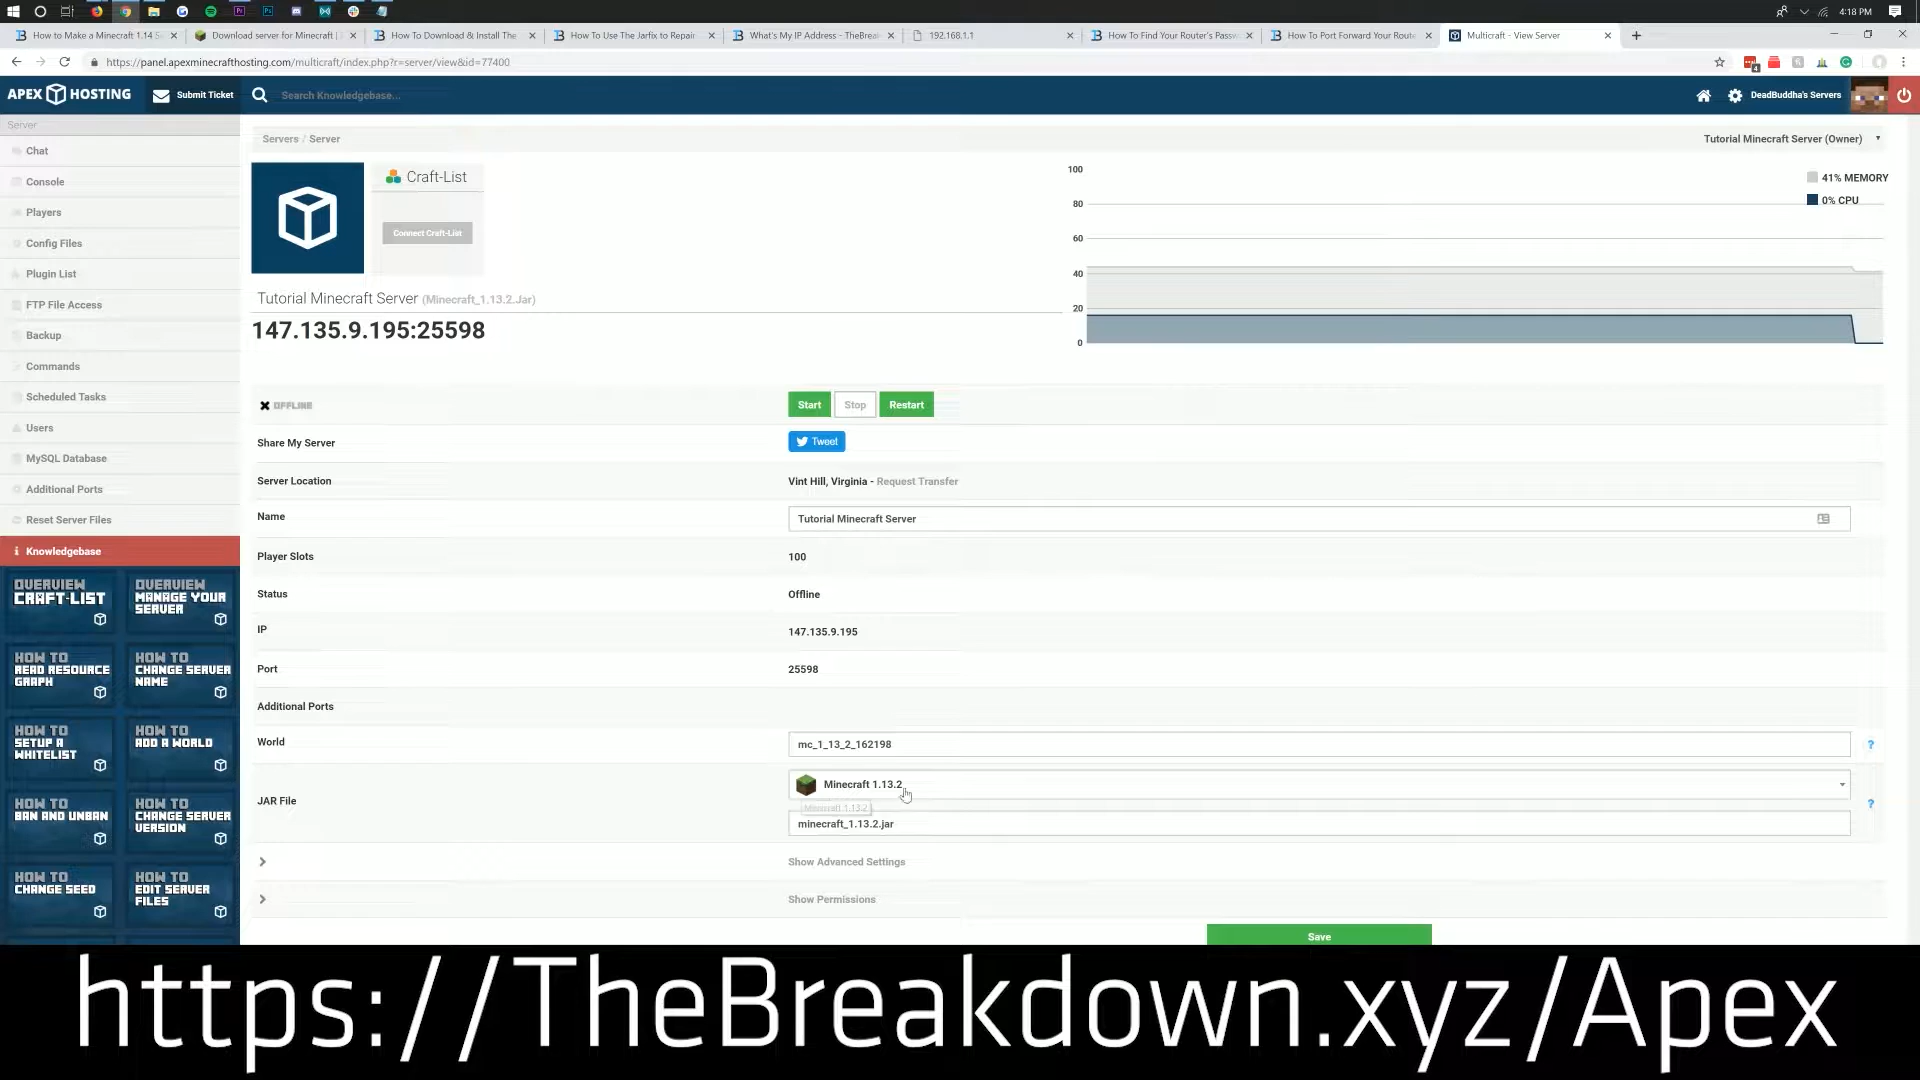 4:18 PM
How to Make a Minecraft 1.14 S
Download server for Minecraft |
How To Download & Install The
How To Use The Jarfix to Repair
What's My IP Address - TheBreak
192.168.1.1
How To Find Your Router's Passw
How To Port Forward Your Route
Multicraft - View Server
https://panel.apexminecrafthosting.com/multicraft/index.php?r=server/view&id=77400
APEX HOSTING
Submit Ticket
Search Knowledgebase...
DeadBuddha's Servers
Server
Chat
Console
Players
Config Files
Plugin List
FTP File Access
Backup
Commands
Scheduled Tasks
Users
MySQL Database
Additional Ports
Reset Server Files
Knowledgebase
OVERVIEW
CRAFT-LIST
OVERVIEW
MANAGE YOUR
SERVER
HOW TO
READ RESOURCE
GRAPH
HOW TO
CHANGE SERVER
NAME
HOW TO
SETUP A
WHITELIST
HOW TO
ADD A WORLD
HOW TO
BAN AND UNBAN
HOW TO
CHANGE SERVER
VERSION
HOW TO
CHANGE SEED
HOW TO
EDIT SERVER
FILES
Servers / Server
Tutorial Minecraft Server (Owner)
Craft-List
Connect Craft-List
100
80
60
40
20
0
41% MEMORY
0% CPU
Tutorial Minecraft Server (Minecraft_1.13.2.Jar)
147.135.9.195:25598
OFFLINE
Start
Stop
Restart
Share My Server
Tweet
Server Location
Vint Hill, Virginia - Request Transfer
Name
Tutorial Minecraft Server
Player Slots
100
Status
Offline
IP
147.135.9.195
Port
25598
Additional Ports
World
mc_1_13_2_162198
?
JAR File
Minecraft 1.13.2
Minecraft 1.13.2
minecraft_1.13.2.jar
?
Show Advanced Settings
Show Permissions
Save
https://TheBreakdown.xyz/Apex